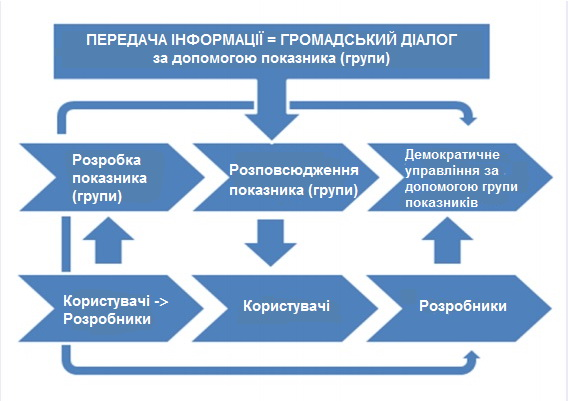 ПЕРЕДАЧА ІНФОРМАЦІЇ = ГРОМАДСЬКИЙ ДІАЛОГ
за допомогою показника (групи)
Розробка
показника
(групи)
Розповсюдження
показника (групи)
Демократичне
управління за
допомогою групи
показників
Користувачі ->
Розробники
Користувачі
Розробники